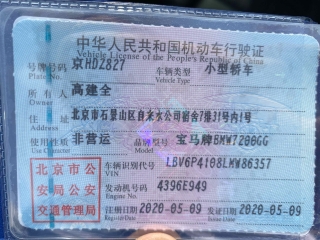 中华人民共和国机动车行驶证
Vehicle License of the People's Republic of China
号牌号码 京HDZ827 车辆类型 小型轿车
Plate No. Vehicle Type
所有人 高建全
Owner
住址 北京市石景山区自来水公司宿舍7排31号内1号
Address
使用性质 非营运 品牌型号 宝马牌BMW7200GG
Use Character Model
北京市公安局公安交通管理局
车辆识别代号 LBV6P4108LMW86357
VIN
发动机号码 4396E949
Engine No.
注册日期 2020-05-09 发证日期 2020-05-09
Register Date Issue Date